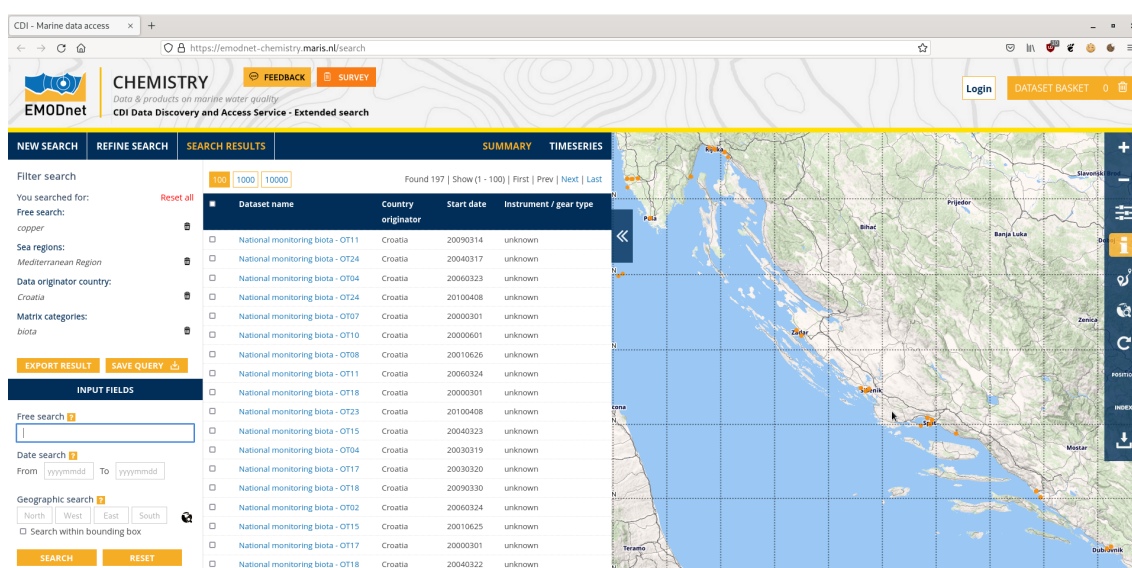 CDI - Marine data access × +
https://emodnet-chemistry.maris.nl/search
EMODnet
CHEMISTRY
Data & products on marine water quality
CDI Data Discovery and Access Service - Extended search
FEEDBACK
SURVEY
Login
DATASET BASKET 0
NEW SEARCH REFINE SEARCH SEARCH RESULTS SUMMARY TIMESERIES
Filter search
You searched for: Reset all
Free search:
copper
Sea regions:
Mediterranean Region
Data originator country:
Croatia
Matrix categories:
biota
EXPORT RESULT SAVE QUERY
INPUT FIELDS
Free search ?
Date search ?
From yyyymmdd To yyyymmdd
Geographic search ?
North West East South
Search within bounding box
SEARCH RESET
100 1000 10000 Found 197 | Show (1 - 100) | First | Prev | Next | Last
Dataset name Country originator Start date Instrument / gear type
National monitoring biota - OT11 Croatia 20090314 unknown
National monitoring biota - OT24 Croatia 20040317 unknown
National monitoring biota - OT04 Croatia 20060323 unknown
National monitoring biota - OT24 Croatia 20100408 unknown
National monitoring biota - OT07 Croatia 20000301 unknown
National monitoring biota - OT10 Croatia 20000601 unknown
National monitoring biota - OT08 Croatia 20010626 unknown
National monitoring biota - OT11 Croatia 20060324 unknown
National monitoring biota - OT18 Croatia 20000301 unknown
National monitoring biota - OT23 Croatia 20100408 unknown
National monitoring biota - OT15 Croatia 20040323 unknown
National monitoring biota - OT04 Croatia 20030319 unknown
National monitoring biota - OT17 Croatia 20030320 unknown
National monitoring biota - OT18 Croatia 20090330 unknown
National monitoring biota - OT02 Croatia 20060324 unknown
National monitoring biota - OT15 Croatia 20010625 unknown
National monitoring biota - OT17 Croatia 20000301 unknown
National monitoring biota - OT18 Croatia 20040322 unknown
Rijeka
Slavonski Brod
Prijedor
Pula
Bihać
Banja Luka
Zenica
Zadar
Šibenik
Split
Mostar
Teramo
Dubrovnik
POSITIO
INDEX